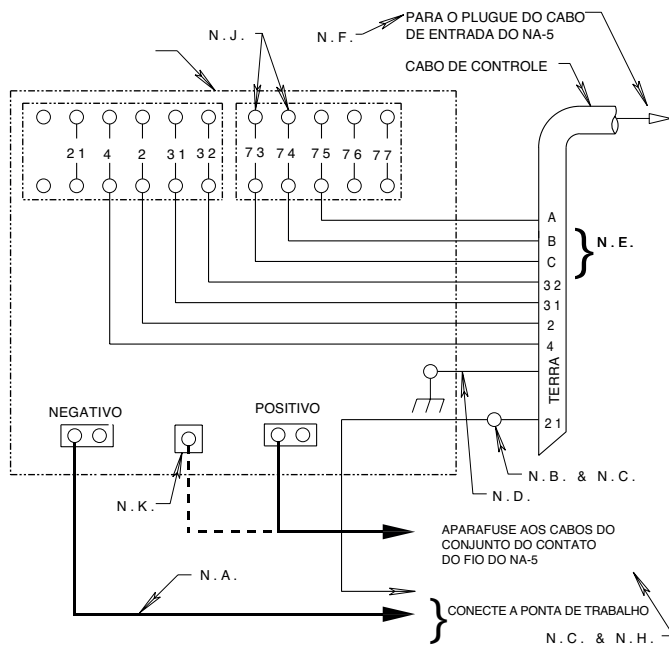 PARA O PLUGUE DO CABO
DE ENTRADA DO NA-5
N.J.
N.F.
CABO DE CONTROLE
21 4 2 31 32 73 74 75 76 77
A
B
C
N.E.
32
31
2
4
TERRA
21
NEGATIVO
POSITIVO
N.B. & N.C.
N.D.
N.K.
APARAFUSE AOS CABOS DO
CONJUNTO DO CONTATO
DO FIO DO NA-5
N.A.
CONECTE A PONTA DE TRABALHO
N.C. & N.H.